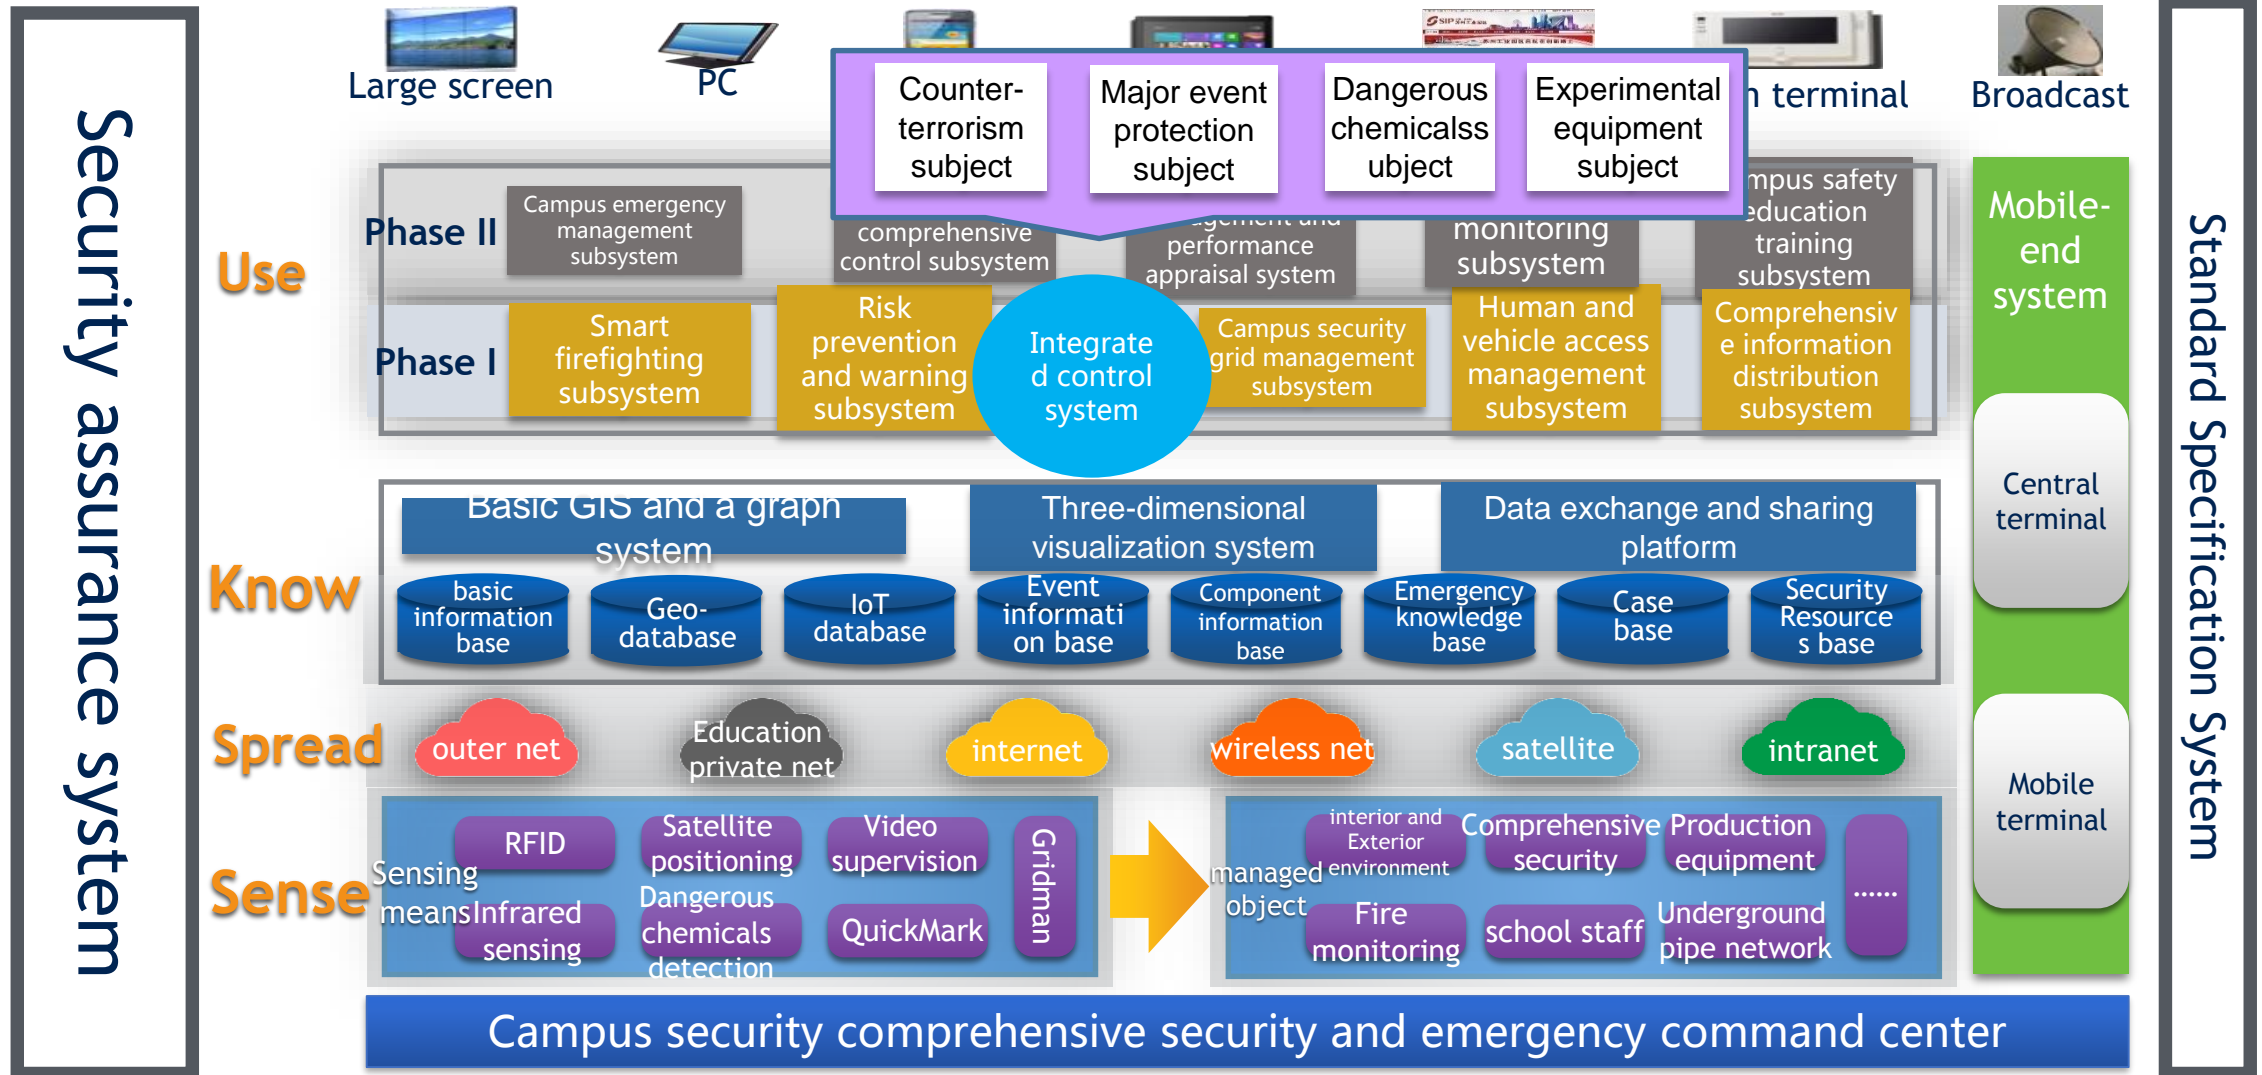 Security assurance system
Large screen
PC
SIP
n terminal
Broadcast
Counter-
terrorism
subject
Major event
protection
subject
Dangerous
chemicalss
ubject
Experimental
equipment
subject
Use
Phase II
Campus emergency
management
subsystem
comprehensive
control subsystem
agement and
performance
appraisal system
monitoring
subsystem
mpus safety
education
training
subsystem
Phase I
Smart
firefighting
subsystem
Risk
prevention
and warning
subsystem
Integrate
d control
system
Campus security
grid management
subsystem
Human and
vehicle access
management
subsystem
Comprehensiv
e information
distribution
subsystem
Mobile-
end
system
Central
terminal
Mobile
terminal
Know
Basic GIS and a graph
system
Three-dimensional
visualization system
Data exchange and sharing
platform
basic
information
base
Geo-
database
IoT
database
Event
informati
on base
Component
information
base
Emergency
knowledge
base
Case
base
Security
Resource
s base
Spread
outer net
Education
private net
internet
wireless net
satellite
intranet
Sense
Sensing
means
RFID
Satellite
positioning
Video
supervision
Gridman
Infrared
sensing
Dangerous
chemicals
detection
QuickMark
managed
object
interior and
Exterior
environment
Comprehensive
security
Production
equipment
......
Fire
monitoring
school staff
Underground
pipe network
Campus security comprehensive security and emergency command center
Standard Specification System